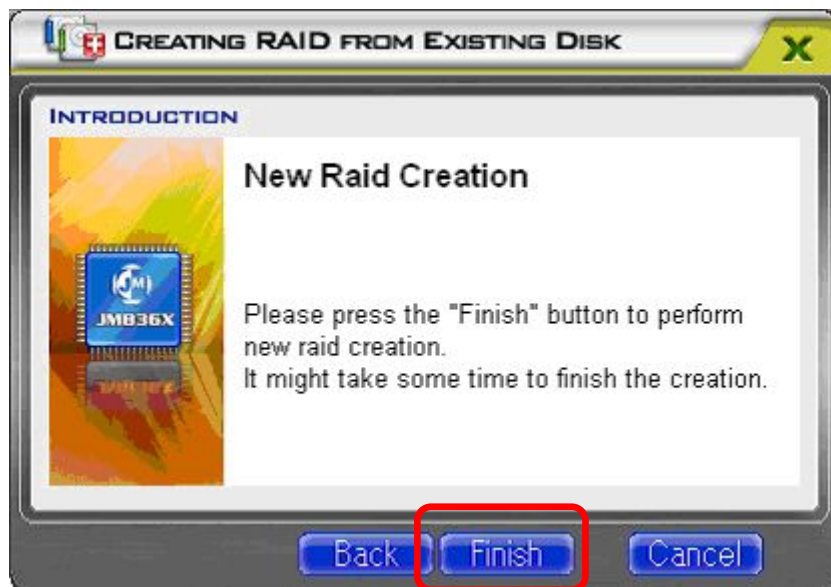 CREATING RAID FROM EXISTING DISK
X
INTRODUCTION
New Raid Creation
JM
JMB36X
Please press the "Finish" button to perform
new raid creation.
It might take some time to finish the creation.
Back Finish Cancel